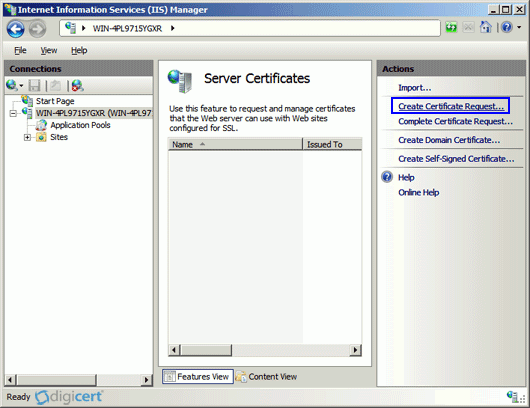 Internet Information Services (IIS) Manager
WIN-4PL9715YGXR
File View Help
Connections
Start Page
WIN-4PL9715YGXR (WIN-4PL97
Application Pools
Sites
Server Certificates
Use this feature to request and manage certificates
that the Web server can use with Web sites
configured for SSL.
Name Issued To
Features View Content View
Actions
Import...
Create Certificate Request...
Complete Certificate Request...
Create Domain Certificate...
Create Self-Signed Certificate...
Help
Online Help
Ready digicert